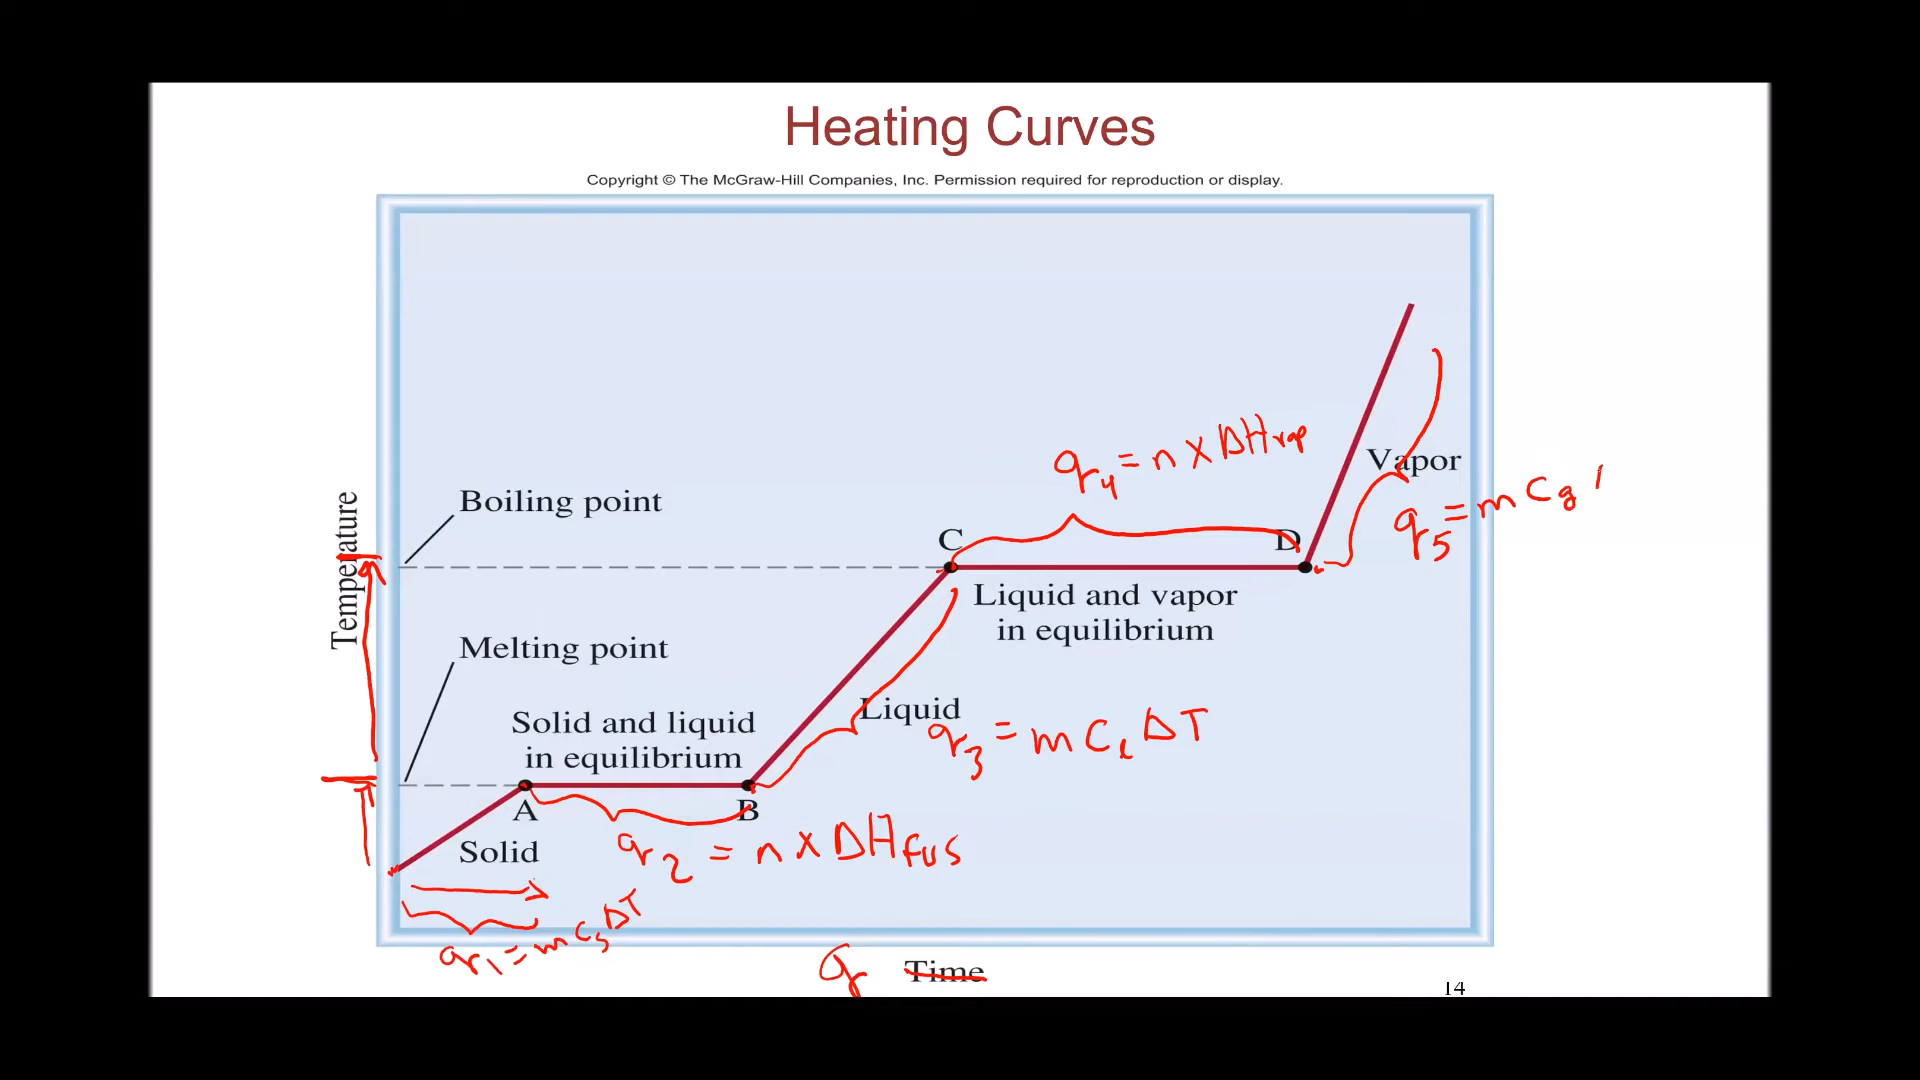 Heating Curves
Copyright © The McGraw-Hill Companies, Inc. Permission required for reproduction or display.
Temperature
Boiling point
Melting point
Solid and liquid
in equilibrium
A
B
Solid
C
D
Liquid and vapor
in equilibrium
Liquid
Vapor
q1 = m Cs ΔT
q2 = n x ΔHfus
q3 = m Cl ΔT
q4 = n x ΔHvap
q5 = m Cg
q Time
14